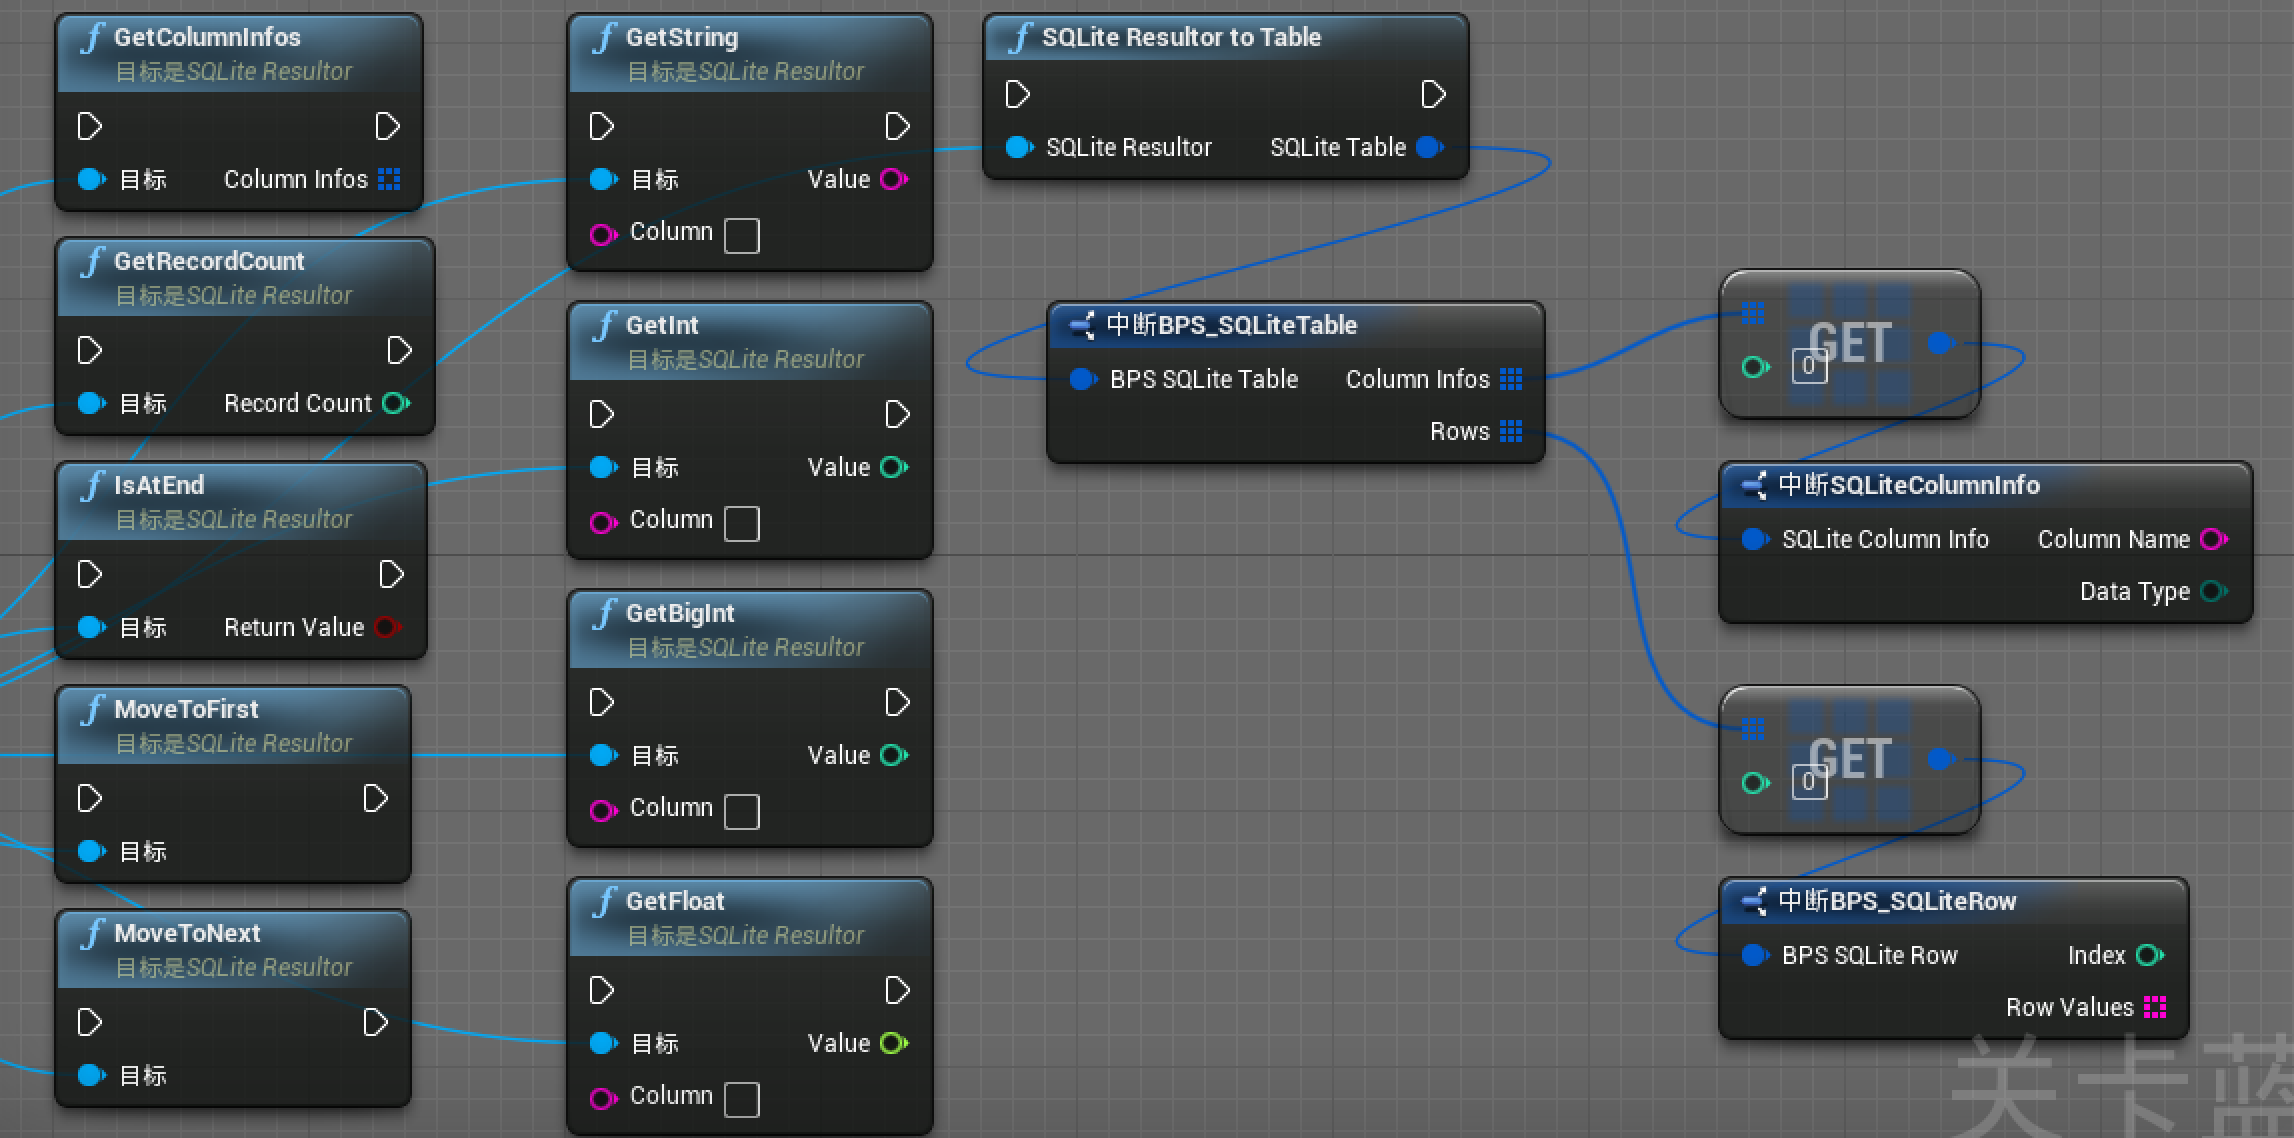 GetColumnInfos
目标是SQLite Resultor
目标 Column Infos
GetRecordCount
目标是SQLite Resultor
目标 Record Count
IsAtEnd
目标是SQLite Resultor
目标 Return Value
MoveToFirst
目标是SQLite Resultor
目标
MoveToNext
目标是SQLite Resultor
目标
GetString
目标是SQLite Resultor
目标 Value
Column
GetInt
目标是SQLite Resultor
目标 Value
Column
GetBigInt
目标是SQLite Resultor
目标 Value
Column
GetFloat
目标是SQLite Resultor
目标 Value
Column
SQLite Resultor to Table
SQLite Resultor SQLite Table
中断BPS_SQLiteTable
BPS SQLite Table Column Infos
Rows
GET
0
中断SQLiteColumnInfo
SQLite Column Info Column Name
Data Type
GET
0
中断BPS_SQLiteRow
BPS SQLite Row Index
Row Values
关卡蓝